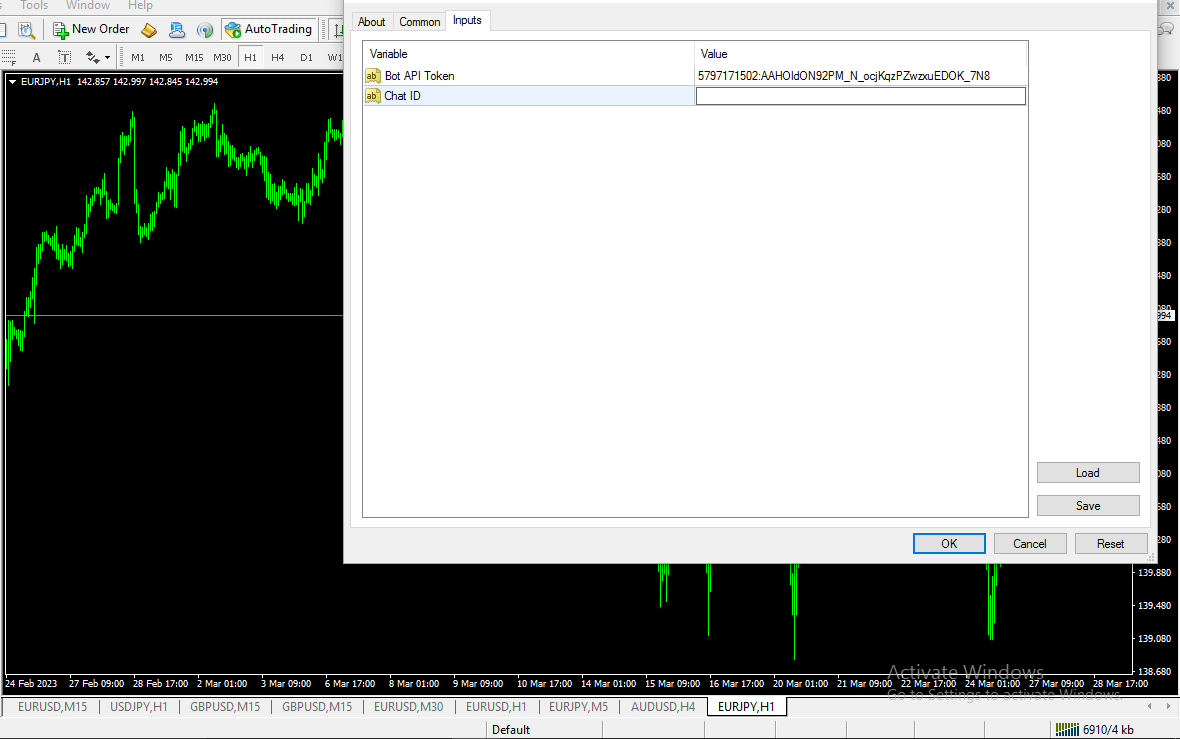 Tools Window Help
New Order AutoTrading
A T M1 M5 M15 M30 H1 H4 D1 W1
About Common Inputs
Variable Value
ab Bot API Token 5797171502:AAHOldON92PM_N_ocjKqzPZwzxuEDOK_7N8
ab Chat ID
EURJPY,H1 142.857 142.997 142.845 142.994
880
480
080
680
280
880
480
080
994
680
280
880
480
080
680
280
Load
Save
OK Cancel Reset
139.880
139.480
139.080
138.680
Activate Windows
Go to Settings to activate Windows.
24 Feb 2023 27 Feb 09:00 28 Feb 17:00 2 Mar 01:00 3 Mar 09:00 6 Mar 17:00 8 Mar 01:00 9 Mar 09:00 10 Mar 17:00 14 Mar 01:00 15 Mar 09:00 16 Mar 17:00 20 Mar 01:00 21 Mar 09:00 22 Mar 17:00 24 Mar 01:00 27 Mar 09:00 28 Mar 17:00
EURUSD,M15 USDJPY,H1 GBPUSD,M15 GBPUSD,M15 EURUSD,M30 EURUSD,H1 EURJPY,M5 AUDUSD,H4 EURJPY,H1
Default 6910/4 kb